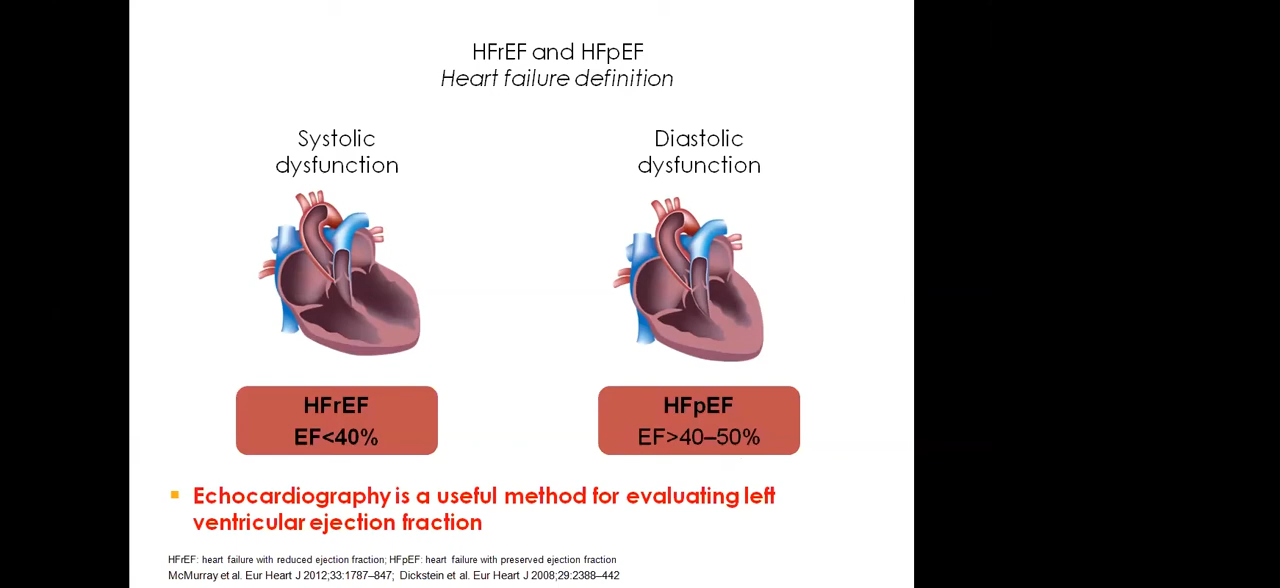 HFrEF and HFpEF
Heart failure definition
Systolic
dysfunction
Diastolic
dysfunction
HFrEF
EF<40%
HFpEF
EF>40–50%
▪ Echocardiography is a useful method for evaluating left
ventricular ejection fraction
HFrEF: heart failure with reduced ejection fraction; HFpEF: heart failure with preserved ejection fraction
McMurray et al. Eur Heart J 2012;33:1787–847; Dickstein et al. Eur Heart J 2008;29:2388–442